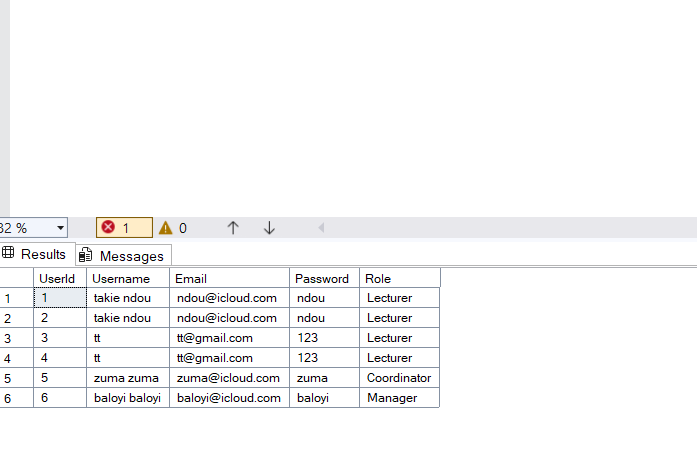 82 % 1 0
Results Messages
UserId Username Email Password Role
1 1 takie ndou ndou@icloud.com ndou Lecturer
2 2 takie ndou ndou@icloud.com ndou Lecturer
3 3 tt tt@gmail.com 123 Lecturer
4 4 tt tt@gmail.com 123 Lecturer
5 5 zuma zuma zuma@icloud.com zuma Coordinator
6 6 baloyi baloyi baloyi@icloud.com baloyi Manager